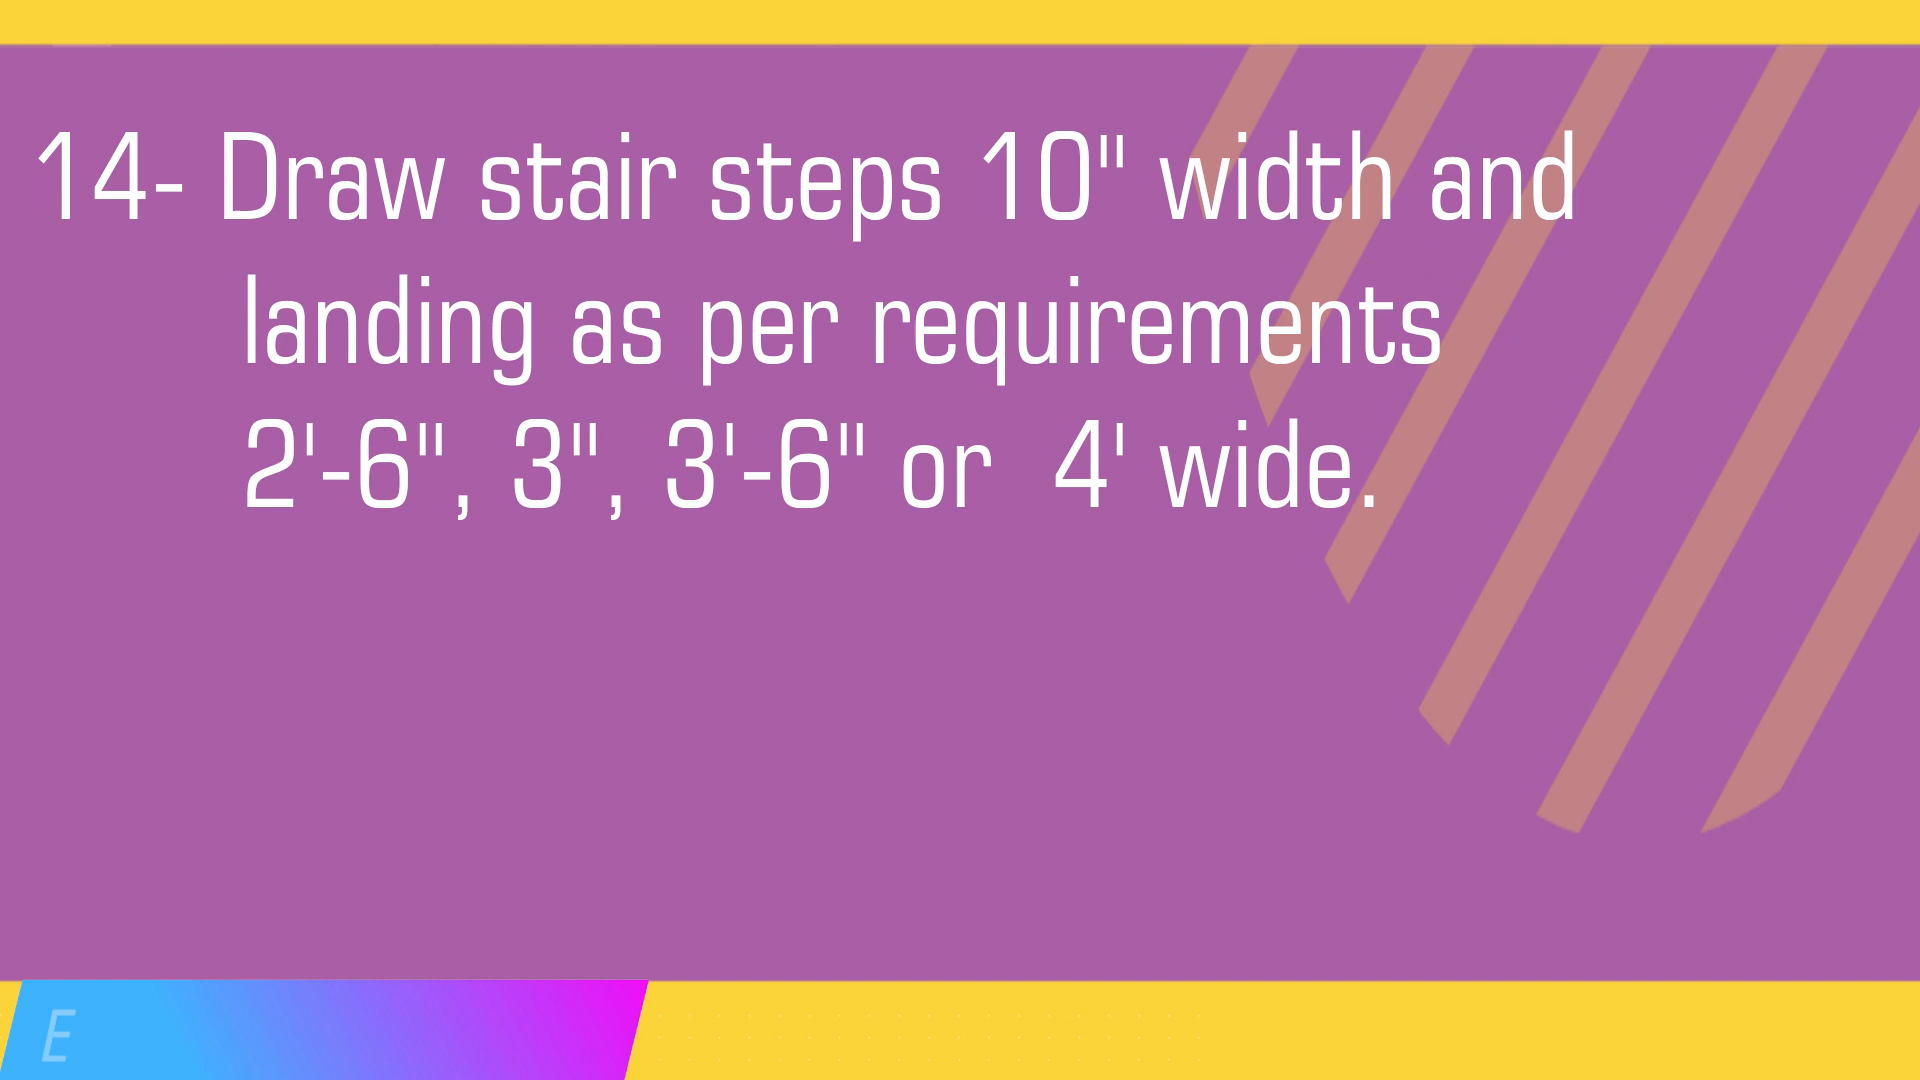 14- Draw stair steps 10" width and
landing as per requirements
2'-6", 3", 3'-6" or 4' wide.
E